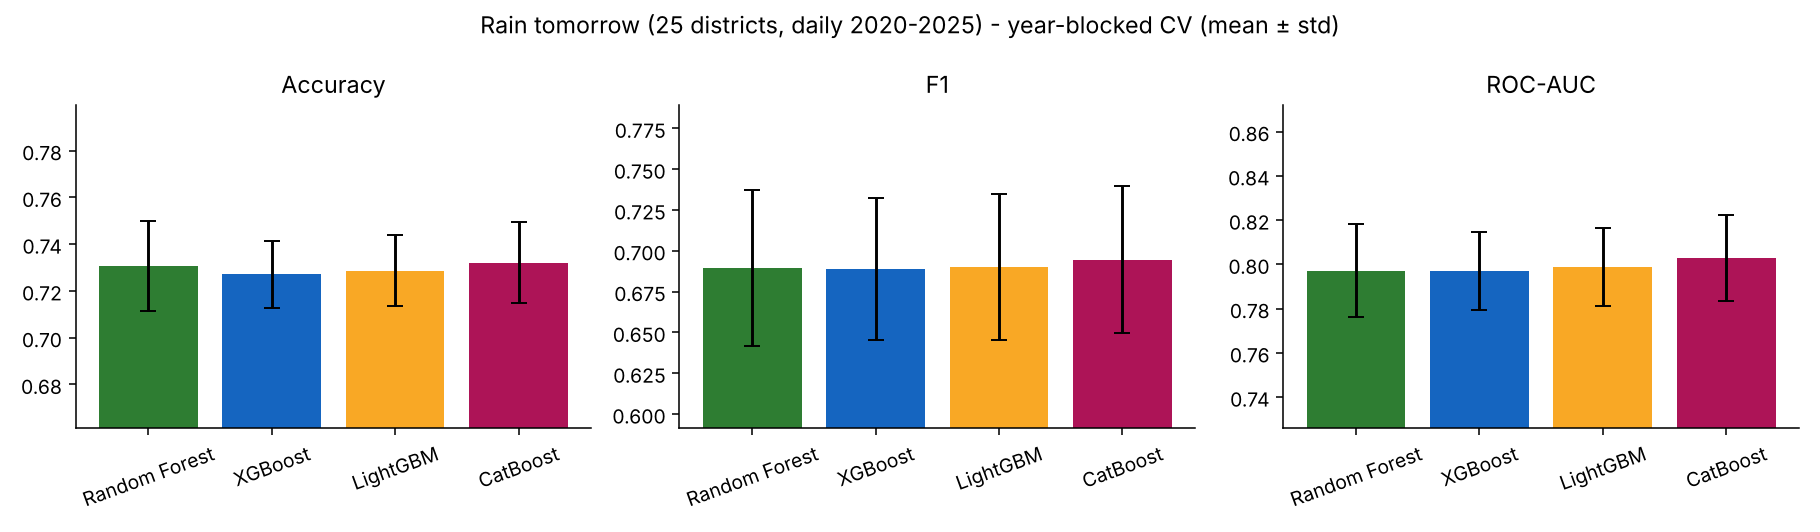 Rain tomorrow (25 districts, daily 2020-2025) - year-blocked CV (mean ± std)
Accuracy
0.78
0.76
0.74
0.72
0.70
0.68
Random Forest
XGBoost
LightGBM
CatBoost
F1
0.775
0.750
0.725
0.700
0.675
0.650
0.625
0.600
Random Forest
XGBoost
LightGBM
CatBoost
ROC-AUC
0.86
0.84
0.82
0.80
0.78
0.76
0.74
Random Forest
XGBoost
LightGBM
CatBoost